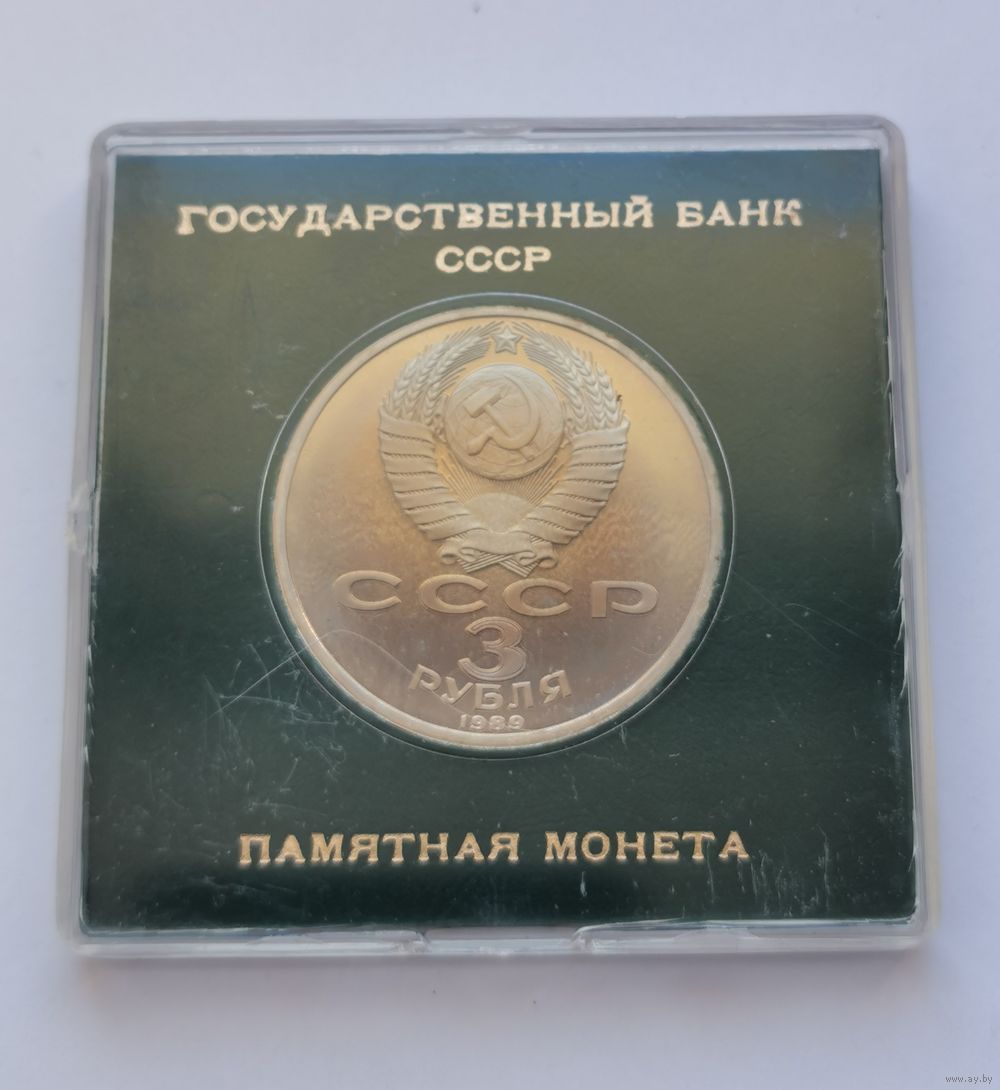 ГОСУДАРСТВЕННЫЙ БАНК
СССР
СССР
3
РУБЛЯ
1989
ПАМЯТНАЯ МОНЕТА
www.ay.by